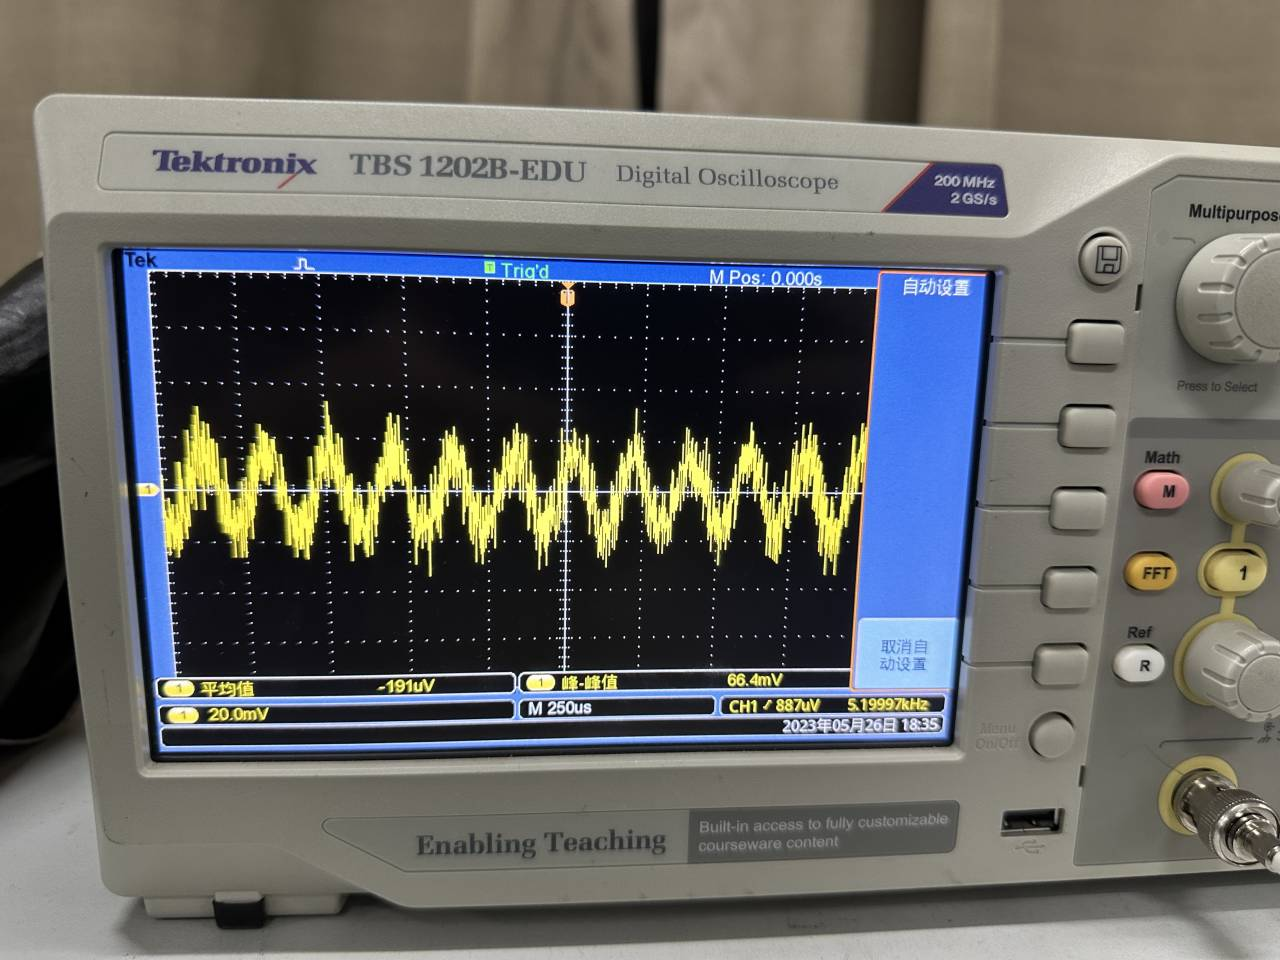 Tektronix TBS 1202B-EDU Digital Oscilloscope
200 MHz
2 GS/s
Multipurpose
Tek Trig'd M Pos: 0.000s
自动设置
Press to Select
Math
M
FFT
1
Ref
R
取消自
动设置
1 平均值 -191uV 1 峰-峰值 66.4mV
1 20.0mV M 250us CH1 887uV 5.19997kHz
2023年05月26日 18:35
Menu
On/Off
Enabling Teaching
Built-in access to fully customizable
courseware content